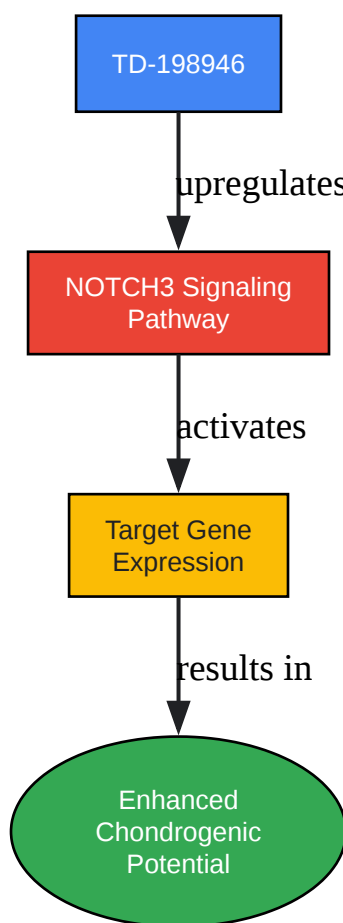 TD-198946
upregulates
NOTCH3 Signaling
Pathway
activates
Target Gene
Expression
results in
Enhanced
Chondrogenic
Potential